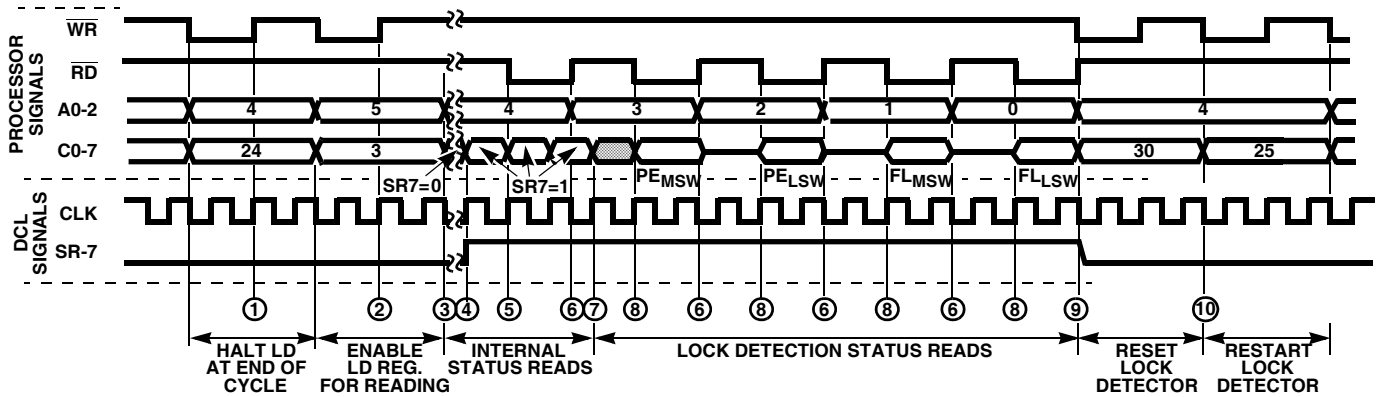 PROCESSOR
SIGNALS
WR
RD
A0-2 4 5 4 3 2 1 0 4
C0-7 24 3 30 25
SR7=0 SR7=1 PEMSW PELSW FLMSW FLLSW
DCL
SIGNALS
CLK
SR-7
1 2 3 4 5 6 7 8 6 8 6 8 6 8 9 10
HALT LD
AT END OF
CYCLE
ENABLE
LD REG.
FOR READING
INTERNAL
STATUS READS
LOCK DETECTION STATUS READS
RESET
LOCK
DETECTOR
RESTART
LOCK
DETECTOR